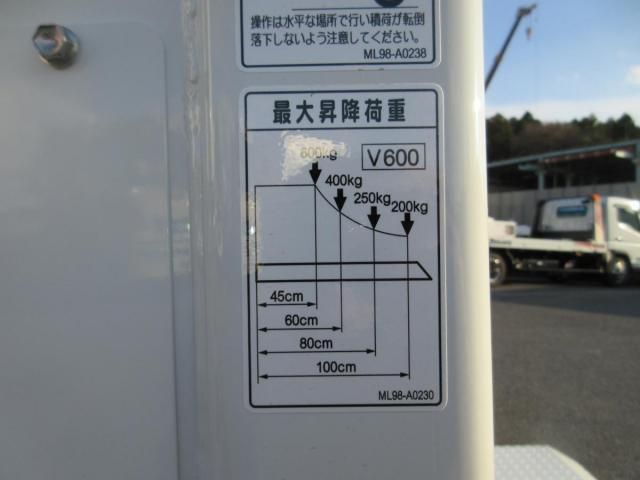 操作は水平な場所で行い積荷が転倒
落下しないよう注意してください。
ML98-A0238
最大昇降荷重
600kg
V600
400kg
250kg
200kg
45cm
60cm
80cm
100cm
ML98-A0230